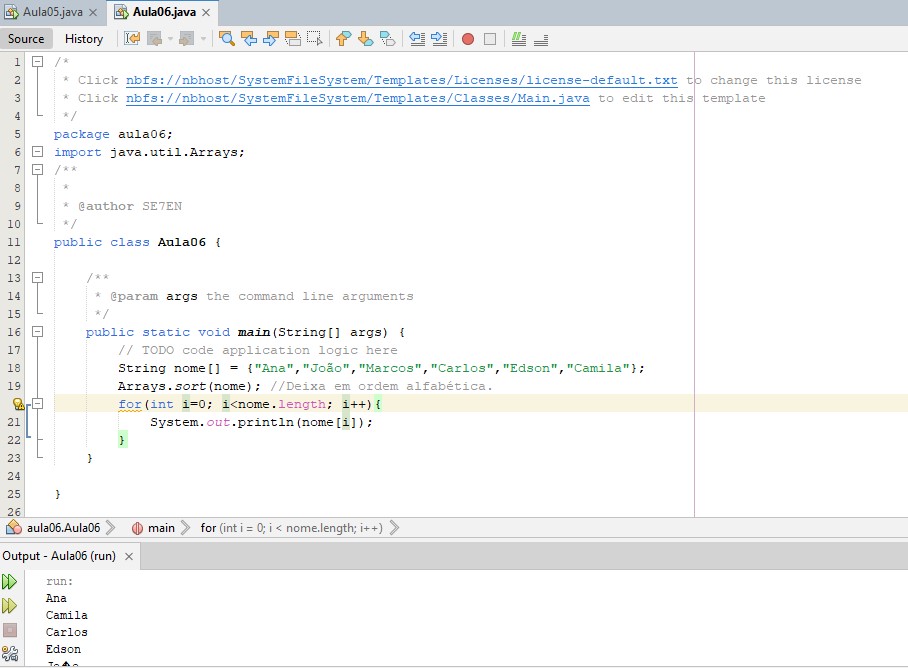 Aula05.java
Aula06.java
Source
History
1 /*
2 * Click nbfs://nbhost/SystemFileSystem/Templates/Licenses/license-default.txt to change this license
3 * Click nbfs://nbhost/SystemFileSystem/Templates/Classes/Main.java to edit this template
4 */
5 package aula06;
6 import java.util.Arrays;
7 /**
8 *
9 * @author SE7EN
10 */
11 public class Aula06 {
12
13 /**
14 * @param args the command line arguments
15 */
16 public static void main(String[] args) {
17 // TODO code application logic here
18 String nome[] = {"Ana","João","Marcos","Carlos","Edson","Camila"};
19 Arrays.sort(nome); //Deixa em ordem alfabética.
for(int i=0; i<nome.length; i++){
21 System.out.println(nome[i]);
22 }
23 }
24
25 }
26
aula06.Aula06 main for (int i = 0; i < nome.length; i++)
Output - Aula06 (run)
run:
Ana
Camila
Carlos
Edson